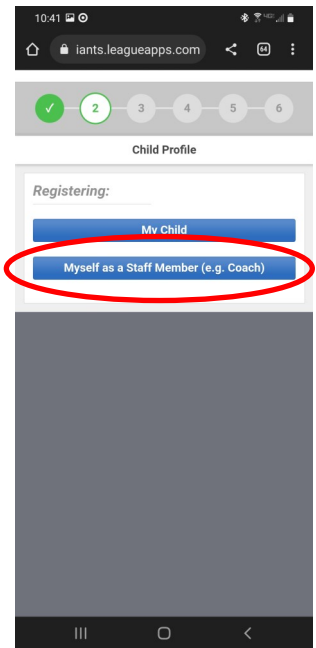 10:41
iants.leagueapps.com
64
2 3 4 5 6
Child Profile
Registering:
My Child
Myself as a Staff Member (e.g. Coach)